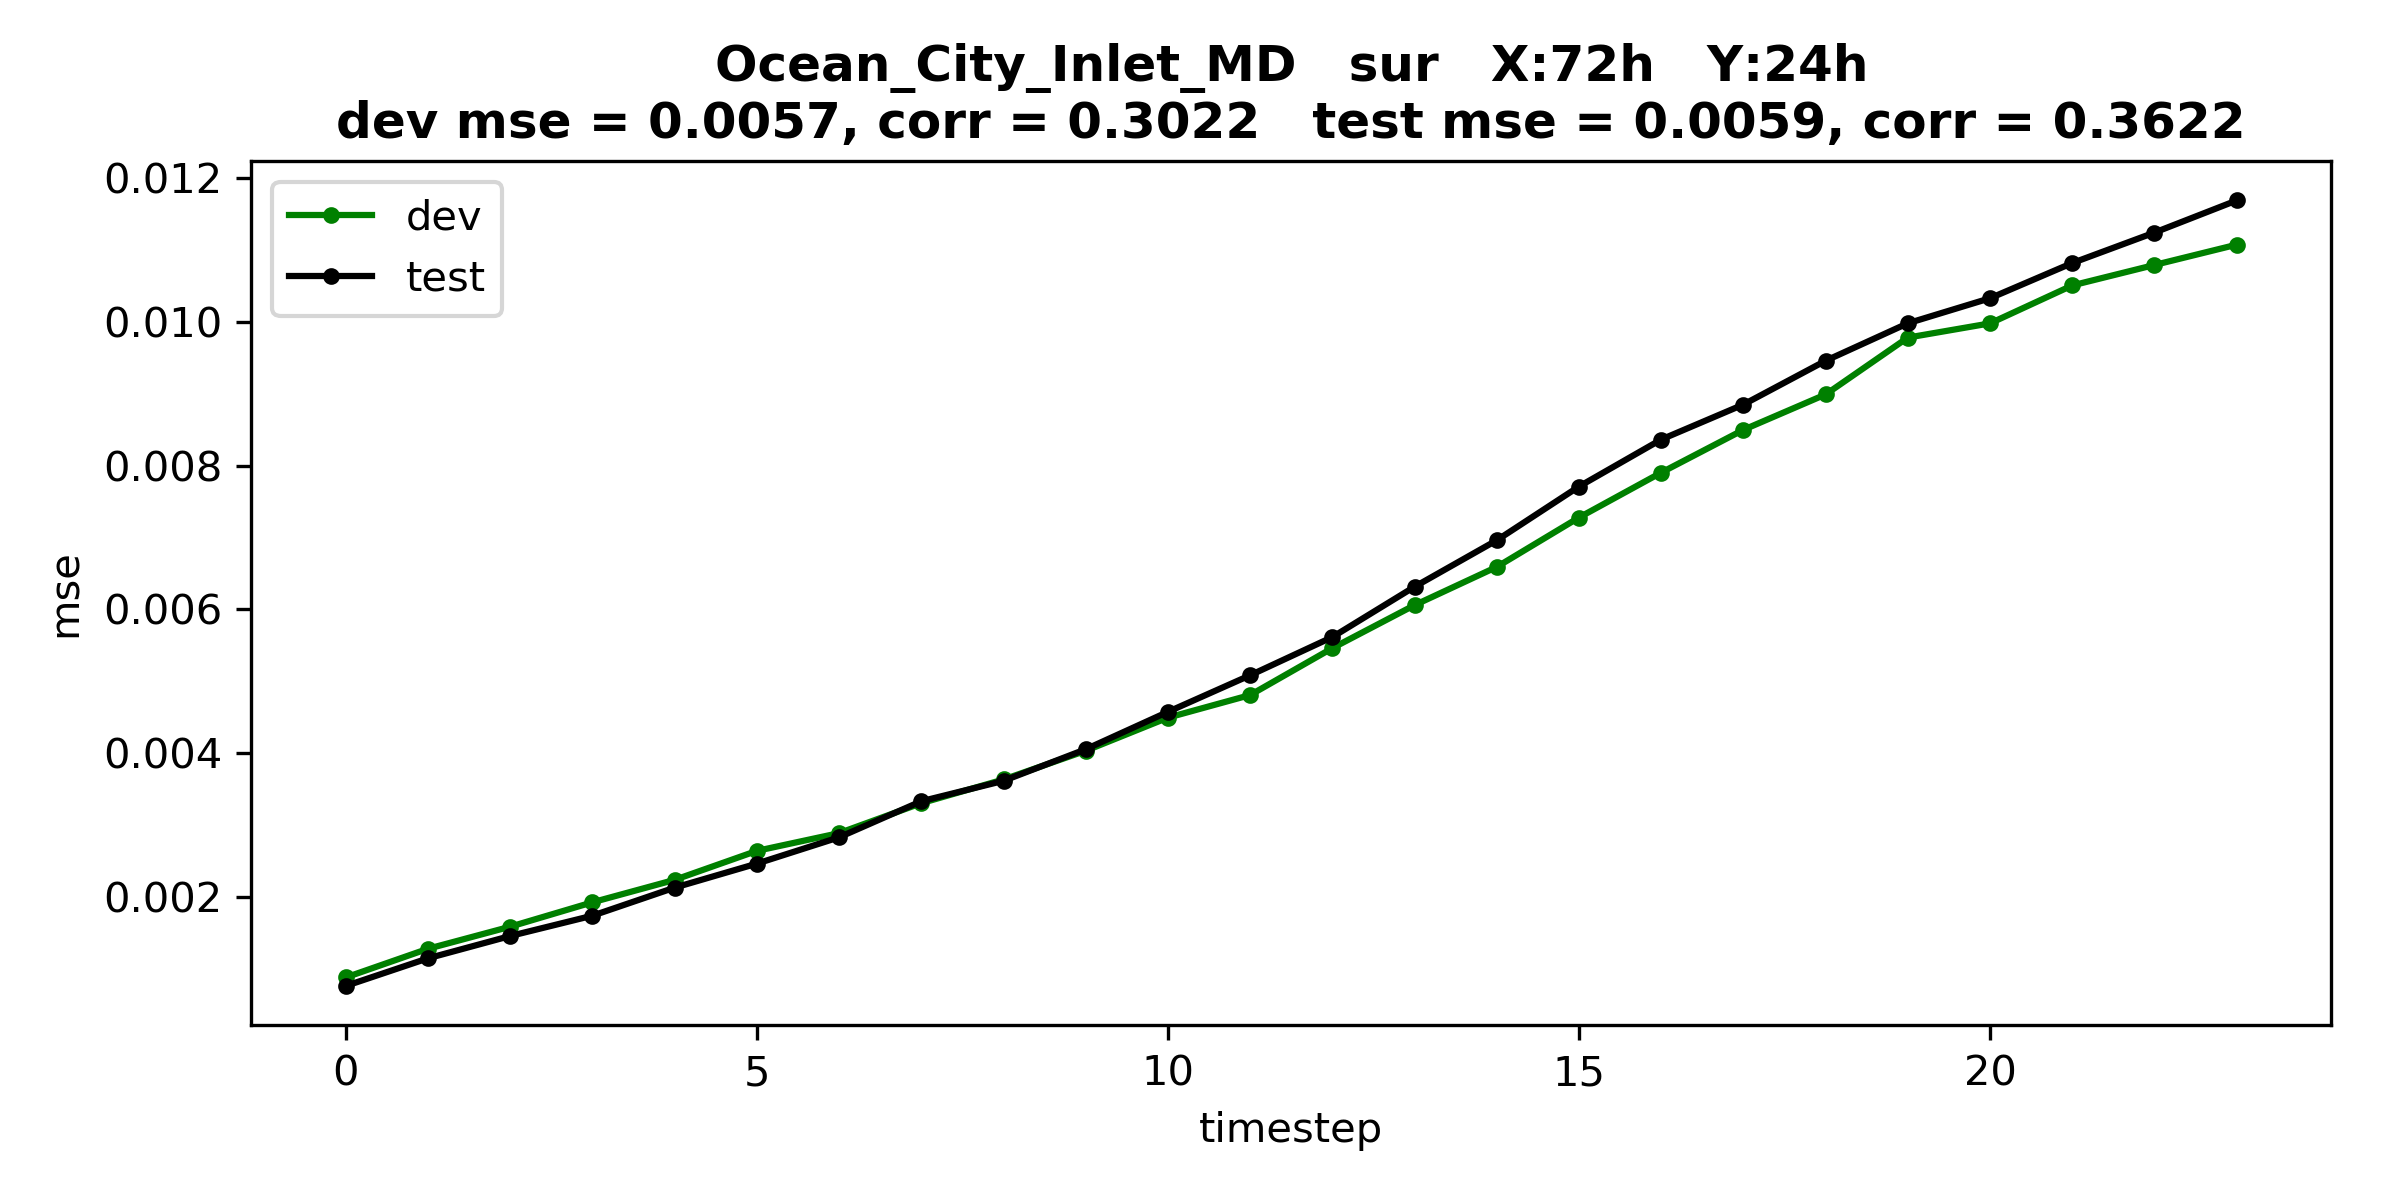 Ocean_City_Inlet_MD sur X:72h Y:24h
dev mse = 0.0057, corr = 0.3022 test mse = 0.0059, corr = 0.3622
dev
test
0.012
0.010
0.008
0.006
0.004
0.002
mse
0 5 10 15 20
timestep